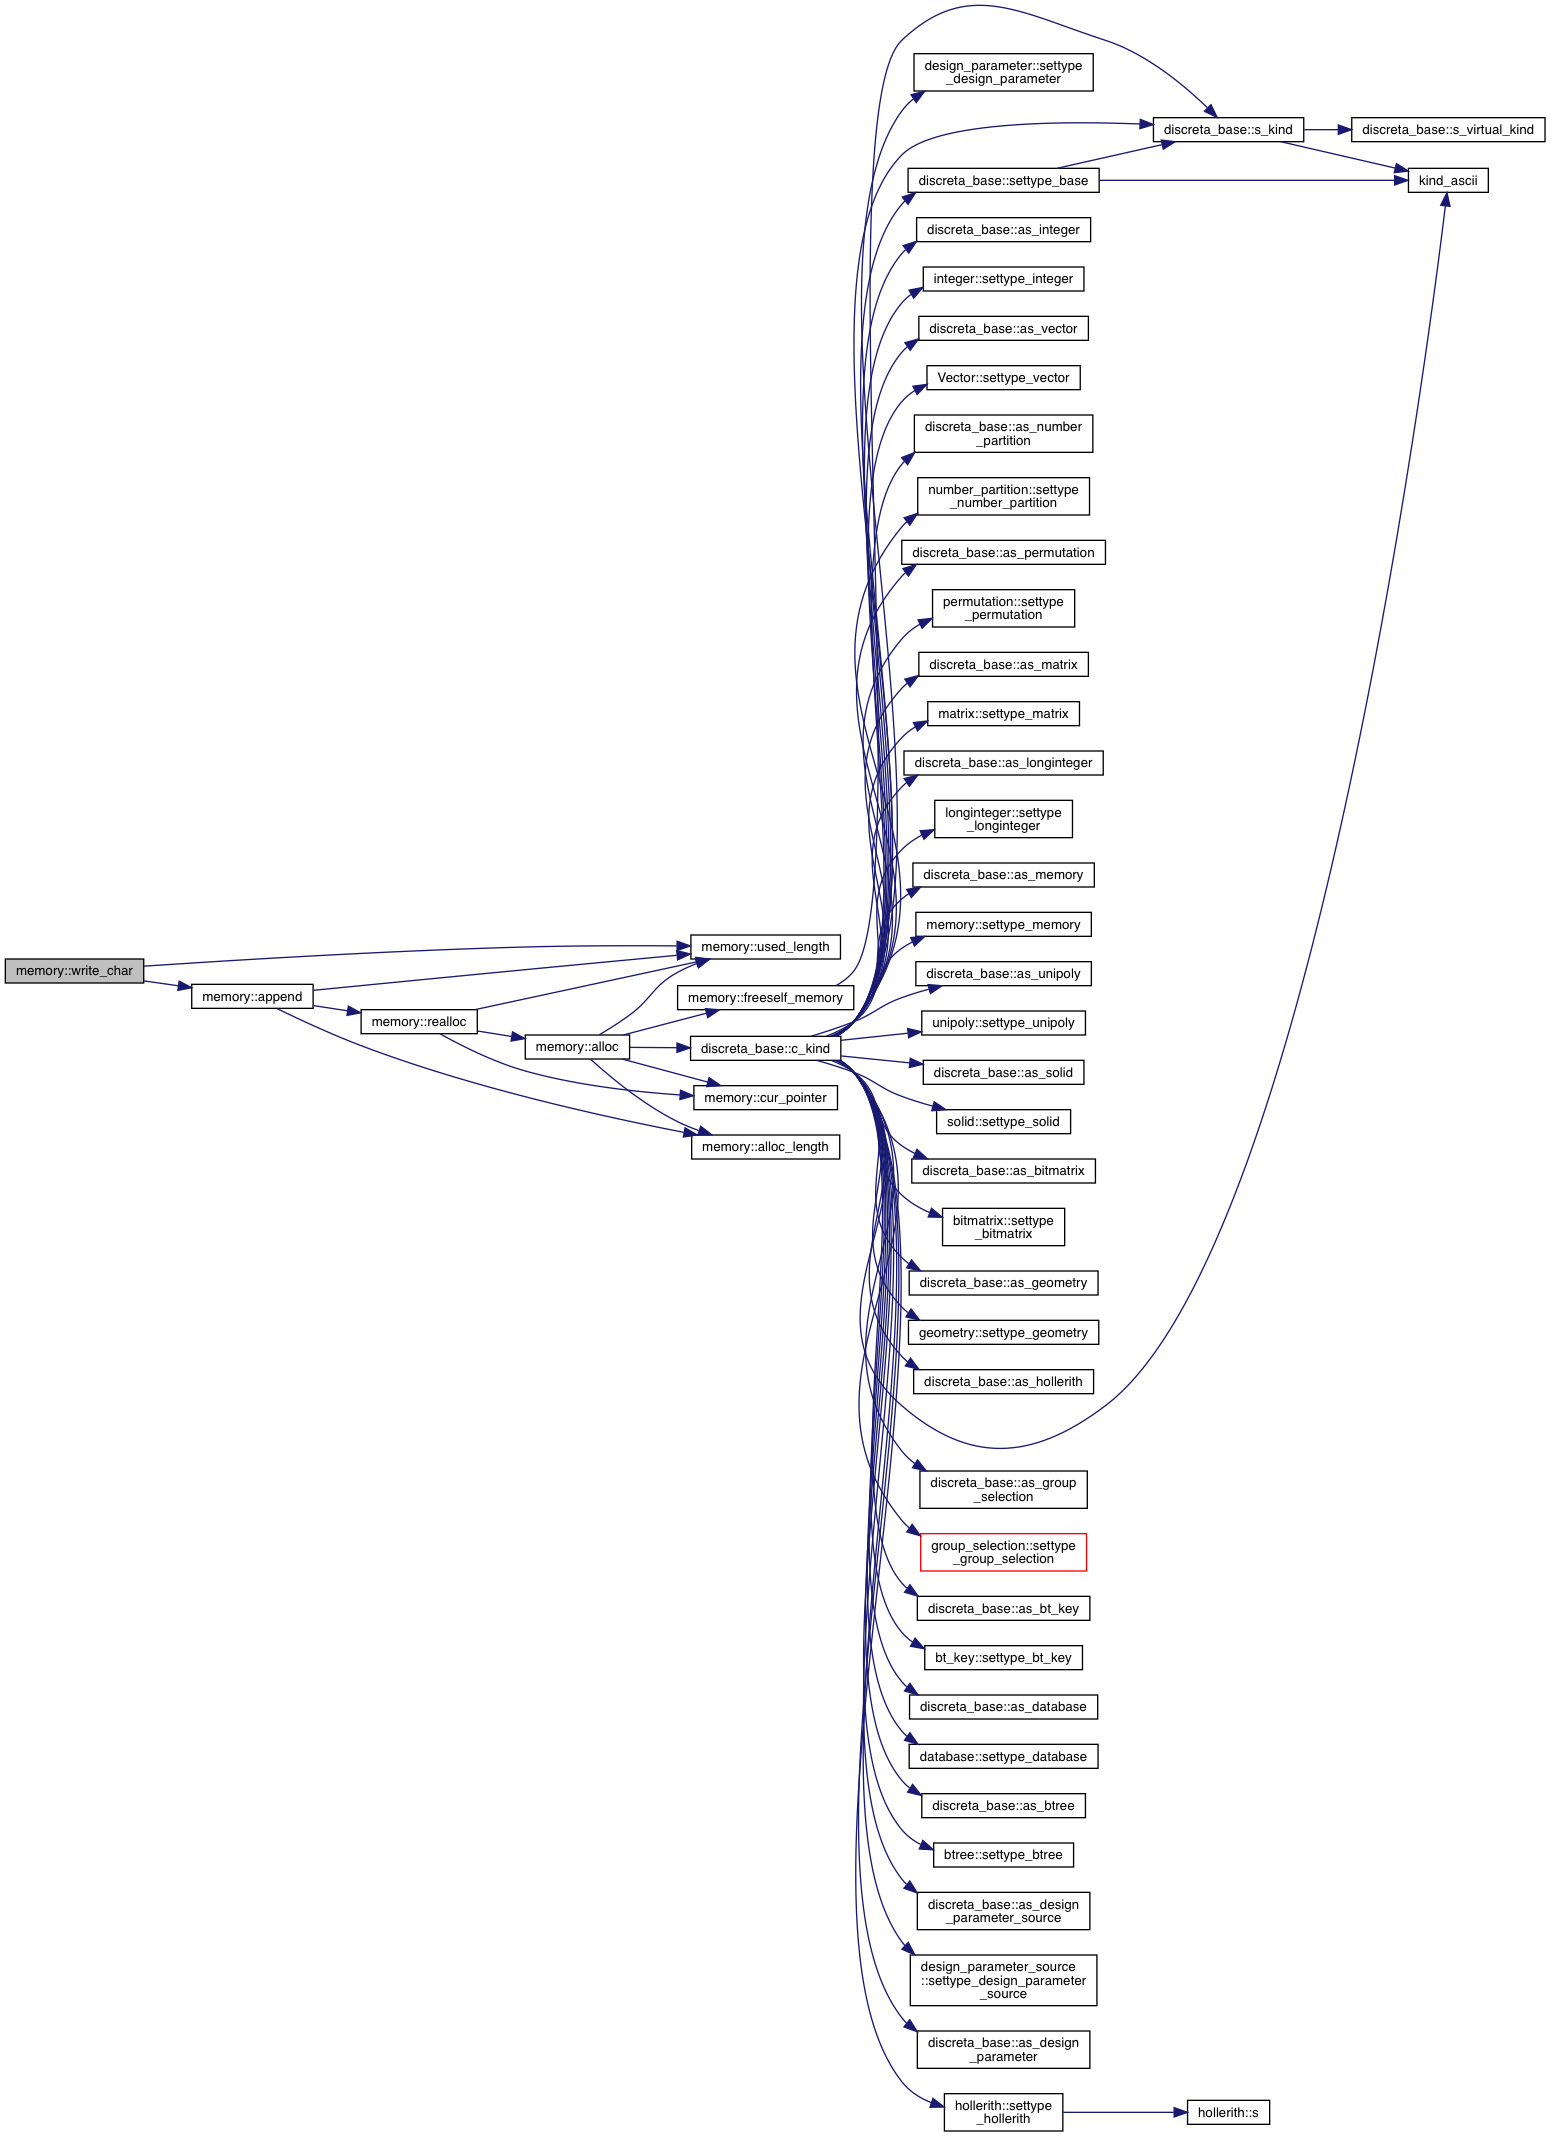 design_parameter::settype
_design_parameter
discreta_base::s_kind
discreta_base::s_virtual_kind
discreta_base::settype_base
kind_ascii
discreta_base::as_integer
integer::settype_integer
discreta_base::as_vector
Vector::settype_vector
discreta_base::as_number
_partition
number_partition::settype
_number_partition
discreta_base::as_permutation
permutation::settype
_permutation
discreta_base::as_matrix
matrix::settype_matrix
discreta_base::as_longinteger
longinteger::settype
_longinteger
discreta_base::as_memory
memory::settype_memory
memory::used_length
memory::write_char
discreta_base::as_unipoly
memory::append
memory::freeself_memory
memory::realloc
unipoly::settype_unipoly
memory::alloc
discreta_base::c_kind
discreta_base::as_solid
memory::cur_pointer
solid::settype_solid
memory::alloc_length
discreta_base::as_bitmatrix
bitmatrix::settype
_bitmatrix
discreta_base::as_geometry
geometry::settype_geometry
discreta_base::as_hollerith
discreta_base::as_group
_selection
group_selection::settype
_group_selection
discreta_base::as_bt_key
bt_key::settype_bt_key
discreta_base::as_database
database::settype_database
discreta_base::as_btree
btree::settype_btree
discreta_base::as_design
_parameter_source
design_parameter_source
::settype_design_parameter
_source
discreta_base::as_design
_parameter
hollerith::settype
_hollerith
hollerith::s